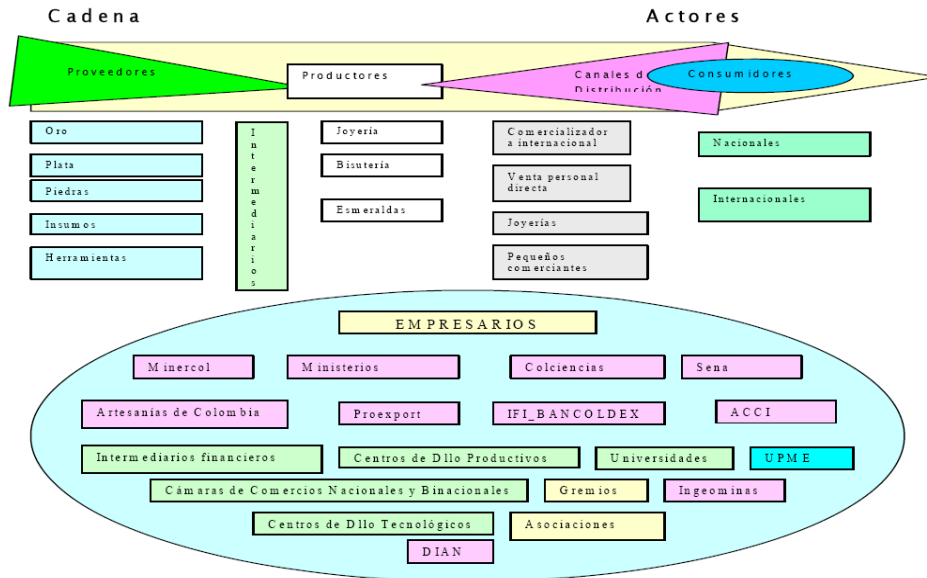 Cadena
Actores
Proveedores
Productores
Canales de
Distribución
Consumidores
Oro
Plata
Piedras
Insumos
Herramientas
Intermediarios
Joyería
Bisutería
Esmeraldas
Comercializador
a internacional
Venta personal
directa
Joyerías
Pequeños
comerciantes
Nacionales
Internacionales
EMPRESARIOS
Minercol
Ministerios
Colciencias
Sena
Artesanías de Colombia
Proexport
IFI_BANCOLDEX
ACCI
Intermediarios financieros
Centros de Dllo Productivos
Universidades
UPME
Cámaras de Comercios Nacionales y Binacionales
Gremios
Ingeominas
Centros de Dllo Tecnológicos
Asociaciones
DIAN